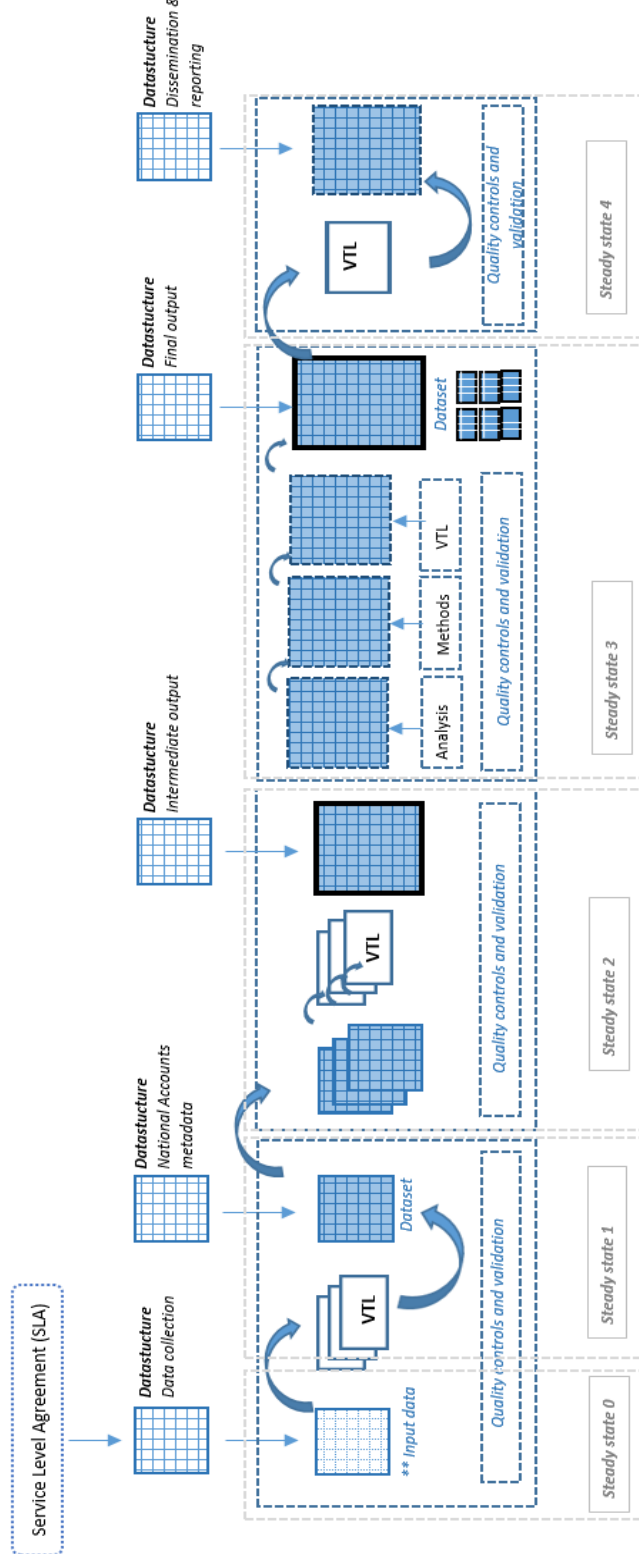 Service Level Agreement (SLA)
Datastucture
Data collection
Datastucture
National Accounts
metadata
Datastucture
Intermediate output
Datastucture
Final output
Datastucture
Dissemination &
reporting
** Input data
VTL
Dataset
Quality controls and validation
VTL
Quality controls and validation
Analysis
Methods
VTL
Dataset
Quality controls and validation
VTL
Quality controls and
validation
Steady state 0
Steady state 1
Steady state 2
Steady state 3
Steady state 4